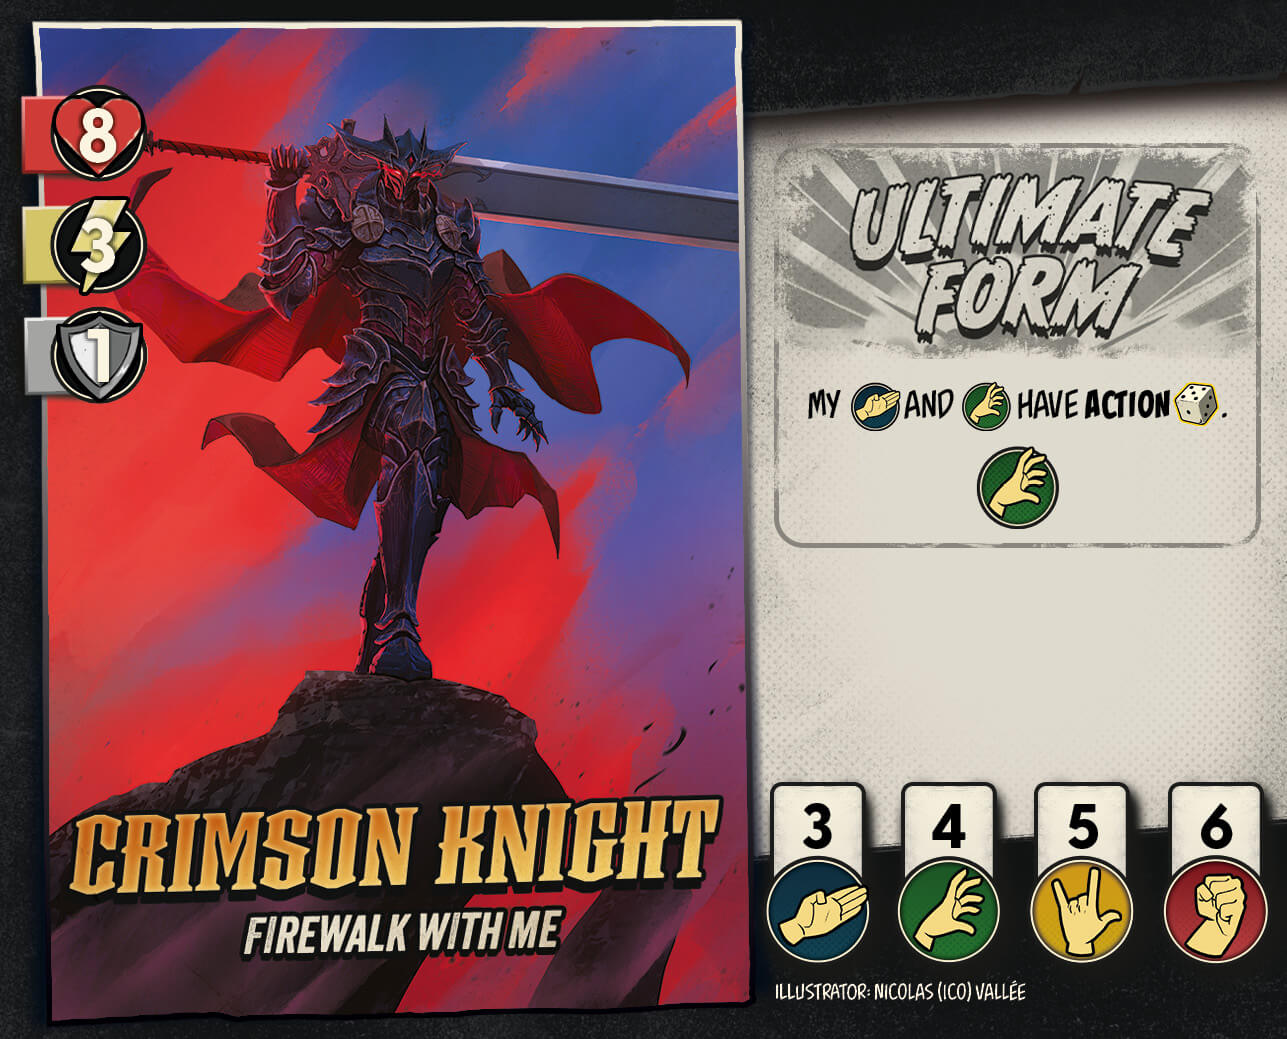 8
3
1
CRIMSON KNIGHT
FIREWALK WITH ME
ULTIMATE
FORM
MY AND HAVE ACTION .
3 4 5 6
ILLUSTRATOR: NICOLAS (ICO) VALLÉE